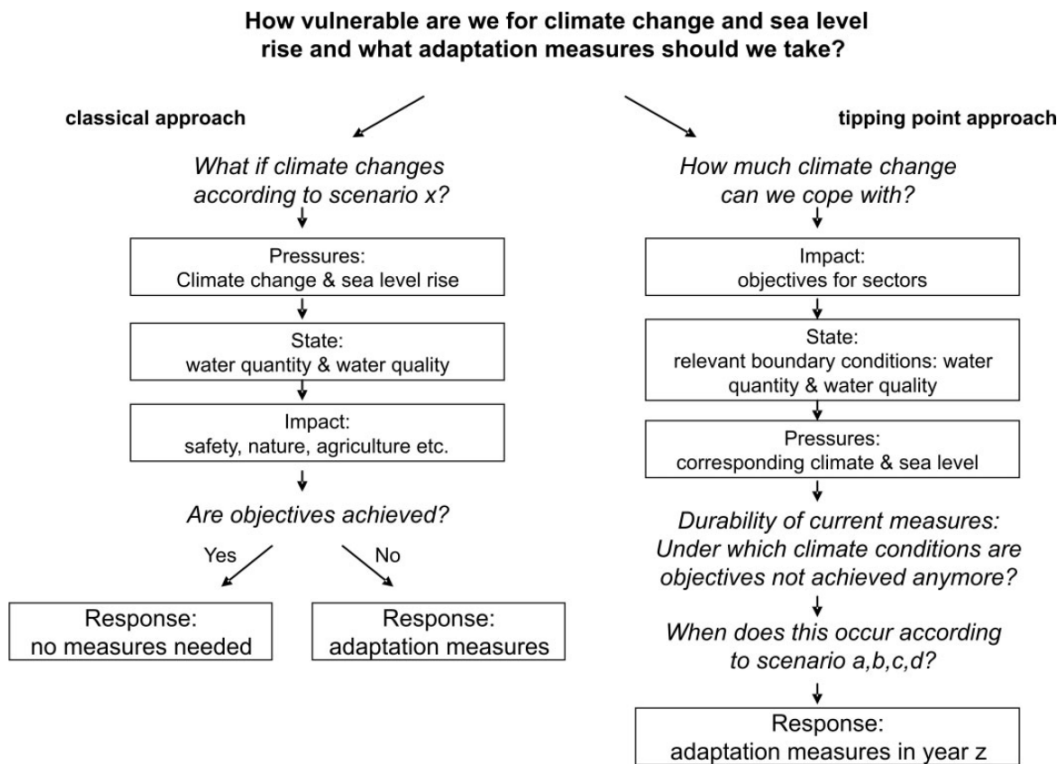 How vulnerable are we for climate change and sea level
rise and what adaptation measures should we take?
classical approach
What if climate changes
according to scenario x?
Pressures:
Climate change & sea level rise
State:
water quantity & water quality
Impact:
safety, nature, agriculture etc.
Are objectives achieved?
Yes
No
Response:
no measures needed
Response:
adaptation measures
tipping point approach
How much climate change
can we cope with?
Impact:
objectives for sectors
State:
relevant boundary conditions: water
quantity & water quality
Pressures:
corresponding climate & sea level
Durability of current measures:
Under which climate conditions are
objectives not achieved anymore?
When does this occur according
to scenario a,b,c,d?
Response:
adaptation measures in year z